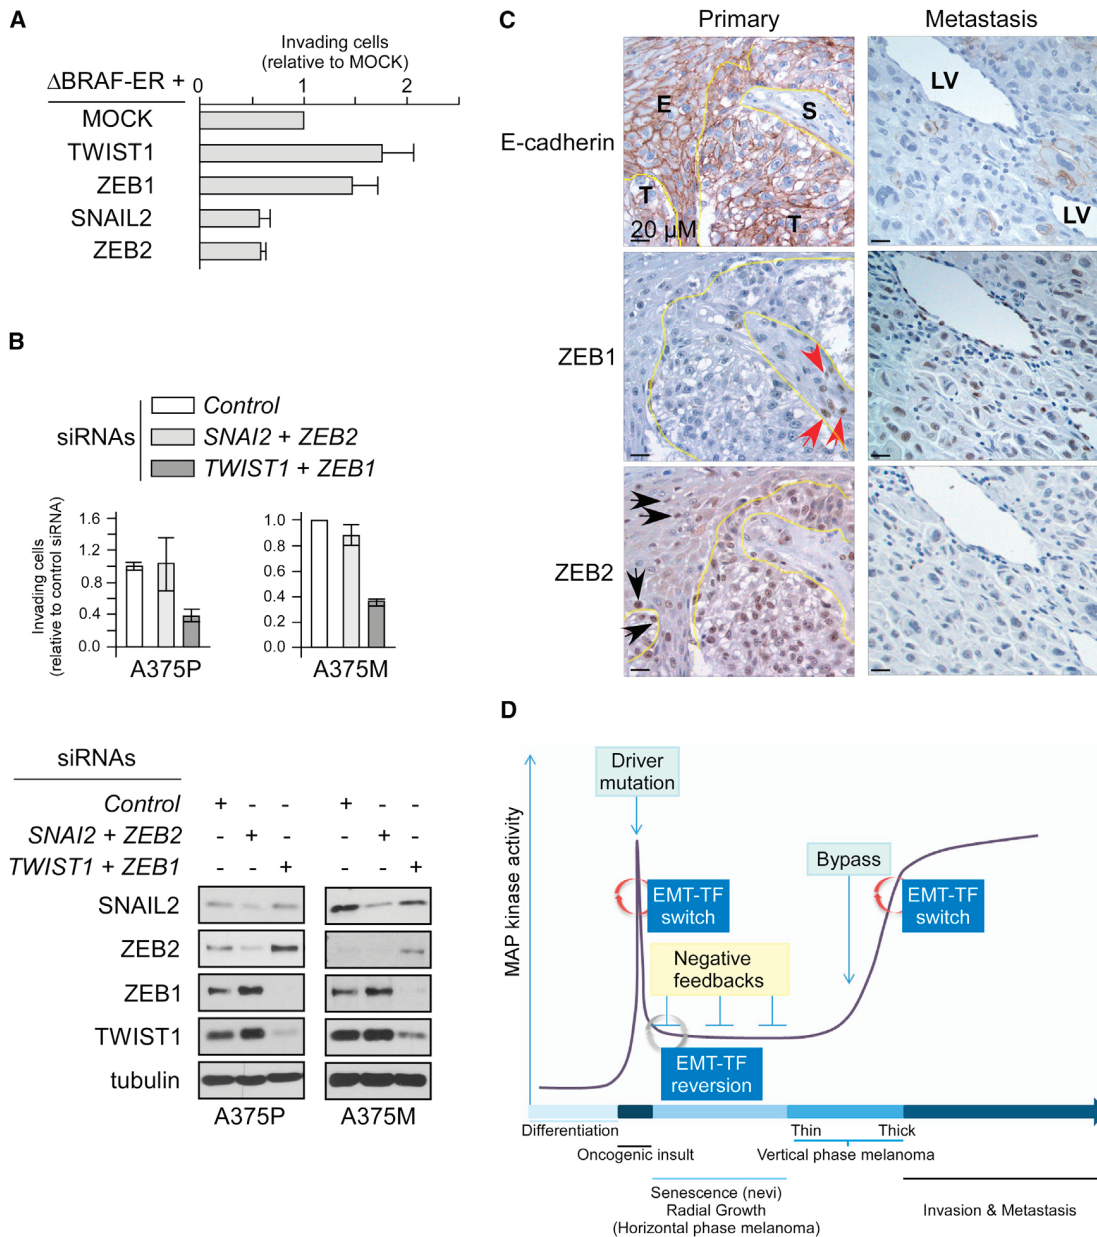 A
Invading cells
(relative to MOCK)
ΔBRAF-ER +
0 1 2
MOCK
TWIST1
ZEB1
SNAIL2
ZEB2
B
siRNAs
Control
SNAI2 + ZEB2
TWIST1 + ZEB1
Invading cells
(relative to control siRNA)
1.6
1.2
1.0
0.8
0.4
0.0
A375P
1.0
0.8
0.6
0.4
0.2
0.0
A375M
siRNAs
Control + - - + - -
SNAI2 + ZEB2 - + - - + -
TWIST1 + ZEB1 - - + - - +
SNAIL2
ZEB2
ZEB1
TWIST1
tubulin
A375P A375M
C
Primary Metastasis
E-cadherin
E
S
T
T
20 µM
LV
LV
ZEB1
ZEB2
D
MAP kinase activity
Driver
mutation
EMT-TF
switch
Negative
feedbacks
EMT-TF
reversion
Bypass
EMT-TF
switch
Differentiation
Oncogenic insult
Thin Thick
Vertical phase melanoma
Senescence (nevi)
Radial Growth
(Horizontal phase melanoma)
Invasion & Metastasis